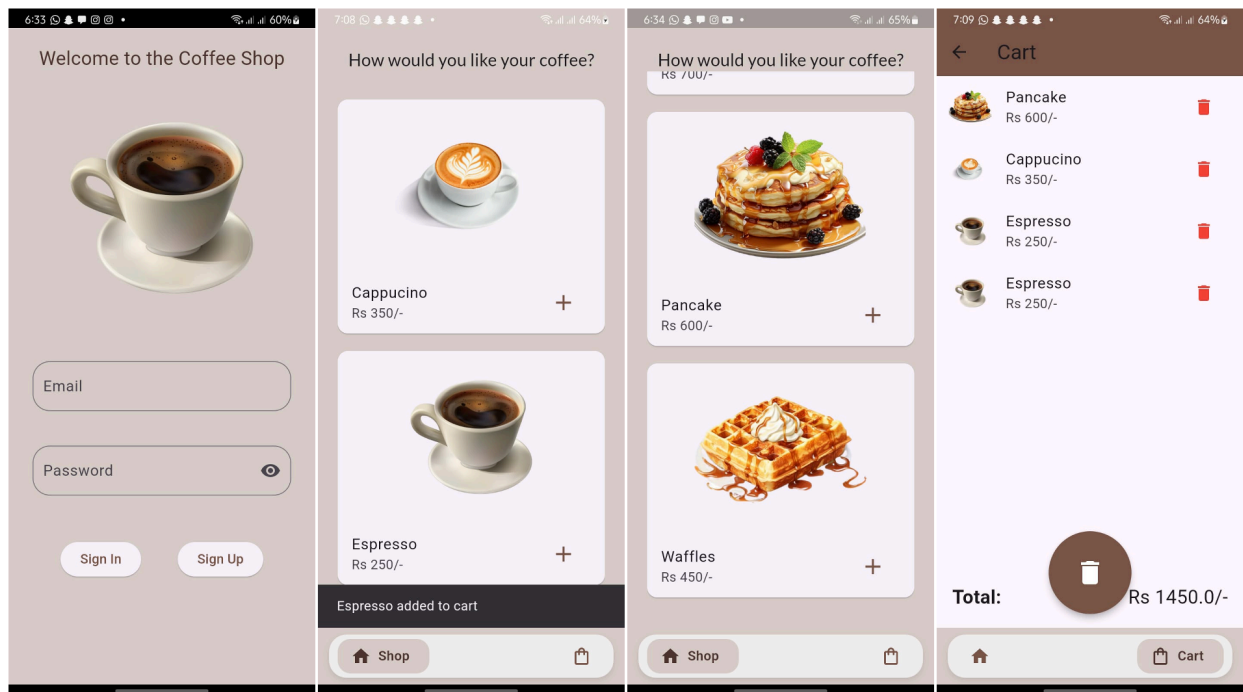 6:33 60%
Welcome to the Coffee Shop
Email
Password
Sign In Sign Up
7:08 64%
How would you like your coffee?
Cappucino
Rs 350/-
Espresso
Rs 250/-
Espresso added to cart
Shop
6:34 65%
How would you like your coffee?
Rs 700/-
Pancake
Rs 600/-
Waffles
Rs 450/-
Shop
7:09 64%
Cart
Pancake
Rs 600/-
Cappucino
Rs 350/-
Espresso
Rs 250/-
Espresso
Rs 250/-
Total: Rs 1450.0/-
Cart